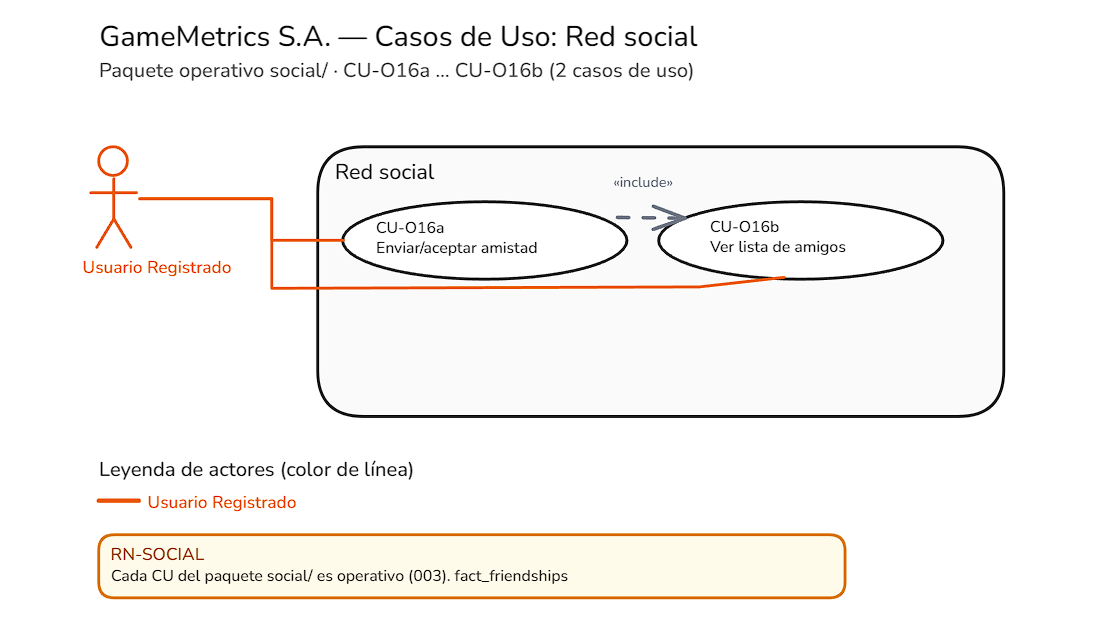 GameMetrics S.A. — Casos de Uso: Red social
Paquete operativo social/ · CU-O16a ... CU-O16b (2 casos de uso)
Red social
«include»
CU-O16a
Enviar/aceptar amistad
CU-O16b
Ver lista de amigos
Usuario Registrado
Leyenda de actores (color de línea)
Usuario Registrado
RN-SOCIAL
Cada CU del paquete social/ es operativo (003). fact_friendships